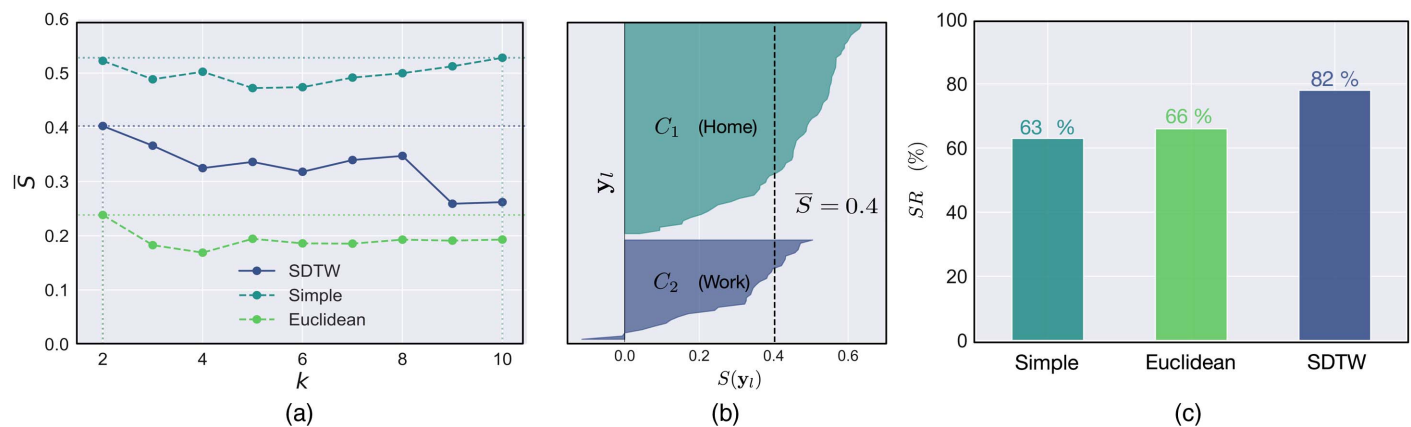 0.6
0.5
0.4
0.3
0.2
0.1
0.0
S̅
SDTW
Simple
Euclidean
2 4 6 8 10
k
(a)
y_l
C_1 (Home)
S̅ = 0.4
C_2 (Work)
0.0 0.2 0.4 0.6
S(y_l)
(b)
100
80
60
40
20
0
SR (%)
63 %
66 %
82 %
Simple Euclidean SDTW
(c)